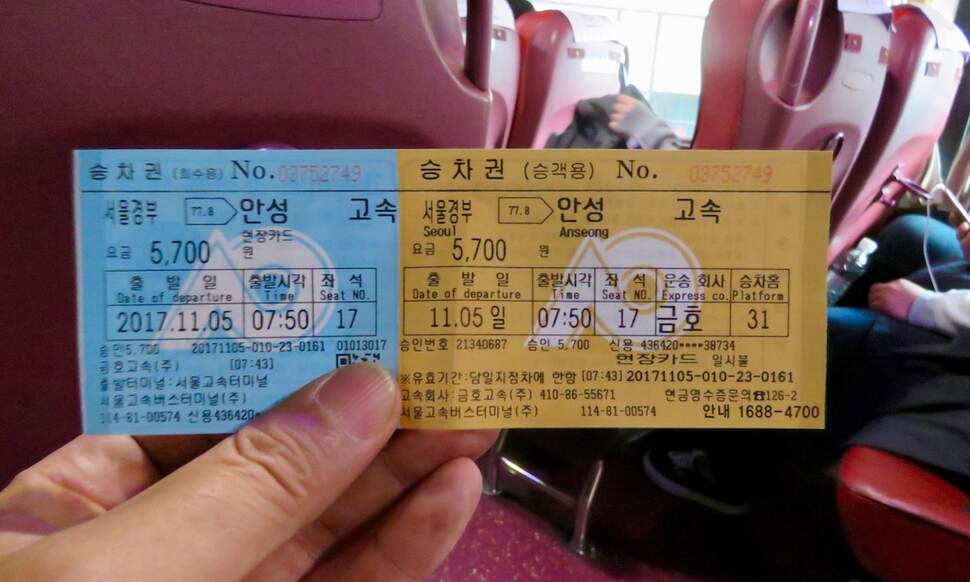 승차권 (회수용) No. 03752749
서울경부 77.8 안성 고속
현장카드
요금 5,700 원
출발일 출발시각 좌석
Date of departure Time Seat NO.
2017.11.05 07:50 17
승인5,700 20171105-010-23-0161 01013017
금호고속(주) [07:43]
출발터미널:서울고속터미널
서울고속버스터미널(주)
114-81-00574 신용436420*
승차권 (승객용) No. 03752749
서울경부 77.8 안성 고속
Seoul Anseong
요금 5,700 원
출발일 출발시각 좌석 운송회사 승차홈
Date of departure Time Seat NO. Express co. Platform
11.05일 07:50 17 금호 31
승인번호 21340687 승인 5,700 신용 436420****38734
현장카드 일시불
※유효기간:당일지정차에 한함 [07:43] 20171105-010-23-0161
고속회사:금호고속(주) 410-86-55671 현금영수증문의☎126-2
서울고속버스터미널(주) 114-81-00574 안내 1688-4700